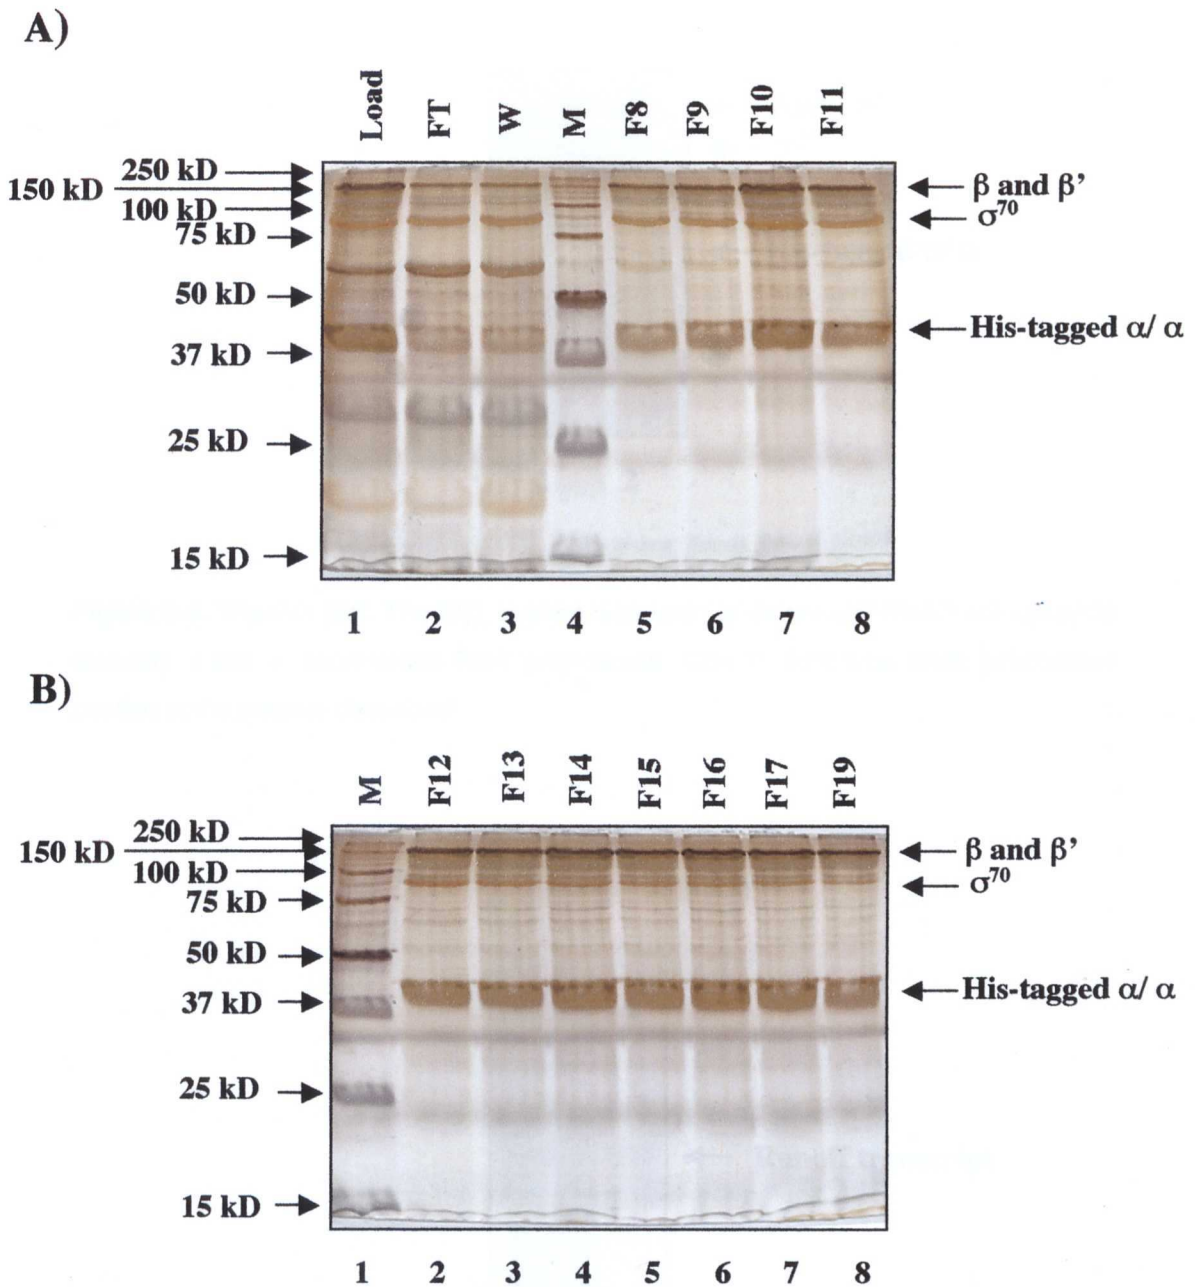 A)
Load FT W M F8 F9 F10 F11
250 kD
150 kD
100 kD
75 kD
50 kD
37 kD
25 kD
15 kD
β and β’
σ70
His-tagged α/ α
1 2 3 4 5 6 7 8
B)
M F12 F13 F14 F15 F16 F17 F19
250 kD
150 kD
100 kD
75 kD
50 kD
37 kD
25 kD
15 kD
β and β’
σ70
His-tagged α/ α
1 2 3 4 5 6 7 8